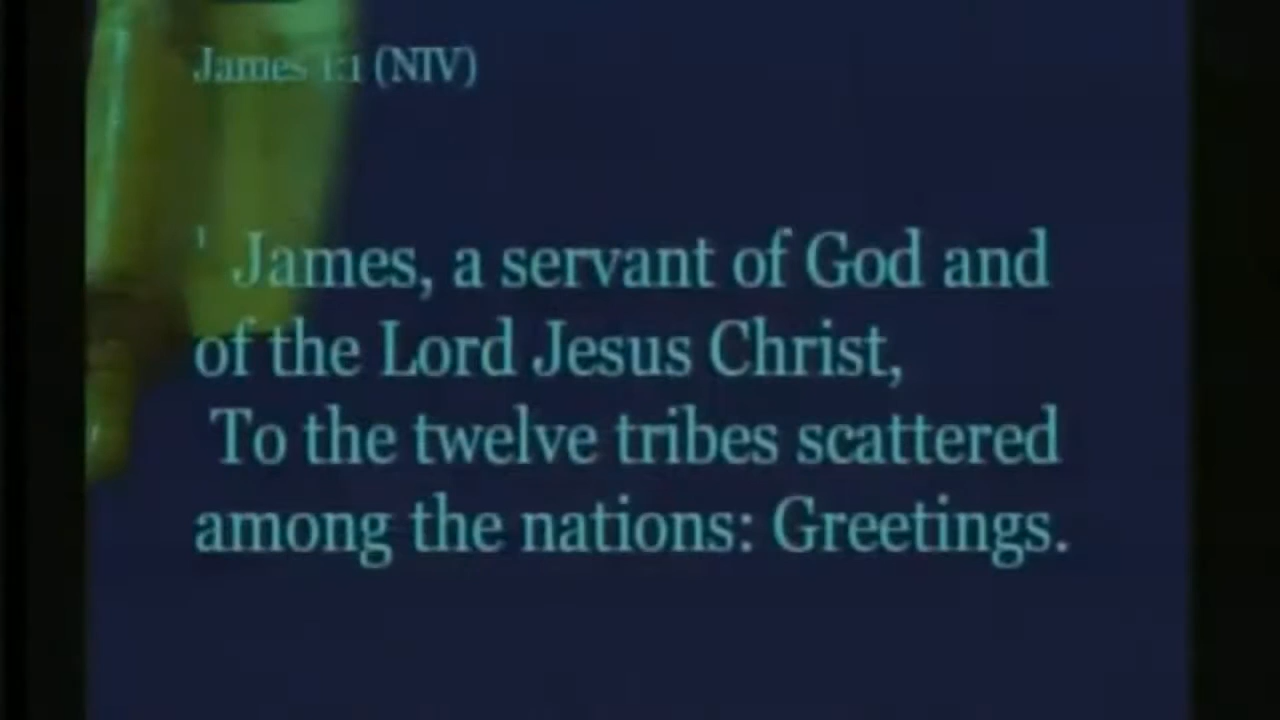 James 1:1 (NIV)
1 James, a servant of God and
of the Lord Jesus Christ,
To the twelve tribes scattered
among the nations: Greetings.